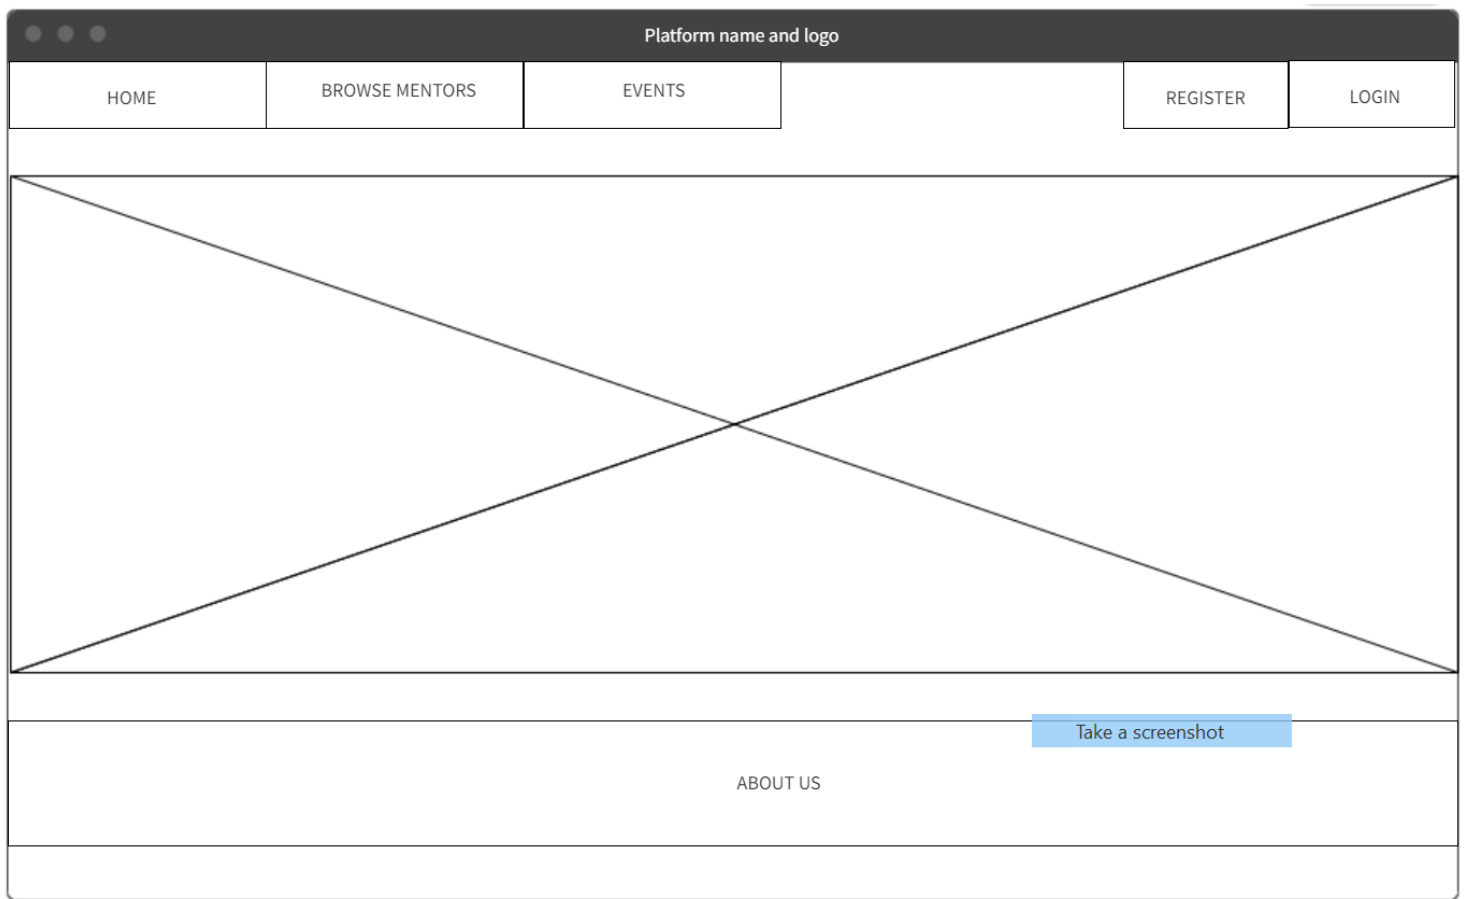 Platform name and logo
HOME
BROWSE MENTORS
EVENTS
REGISTER
LOGIN
Take a screenshot
ABOUT US